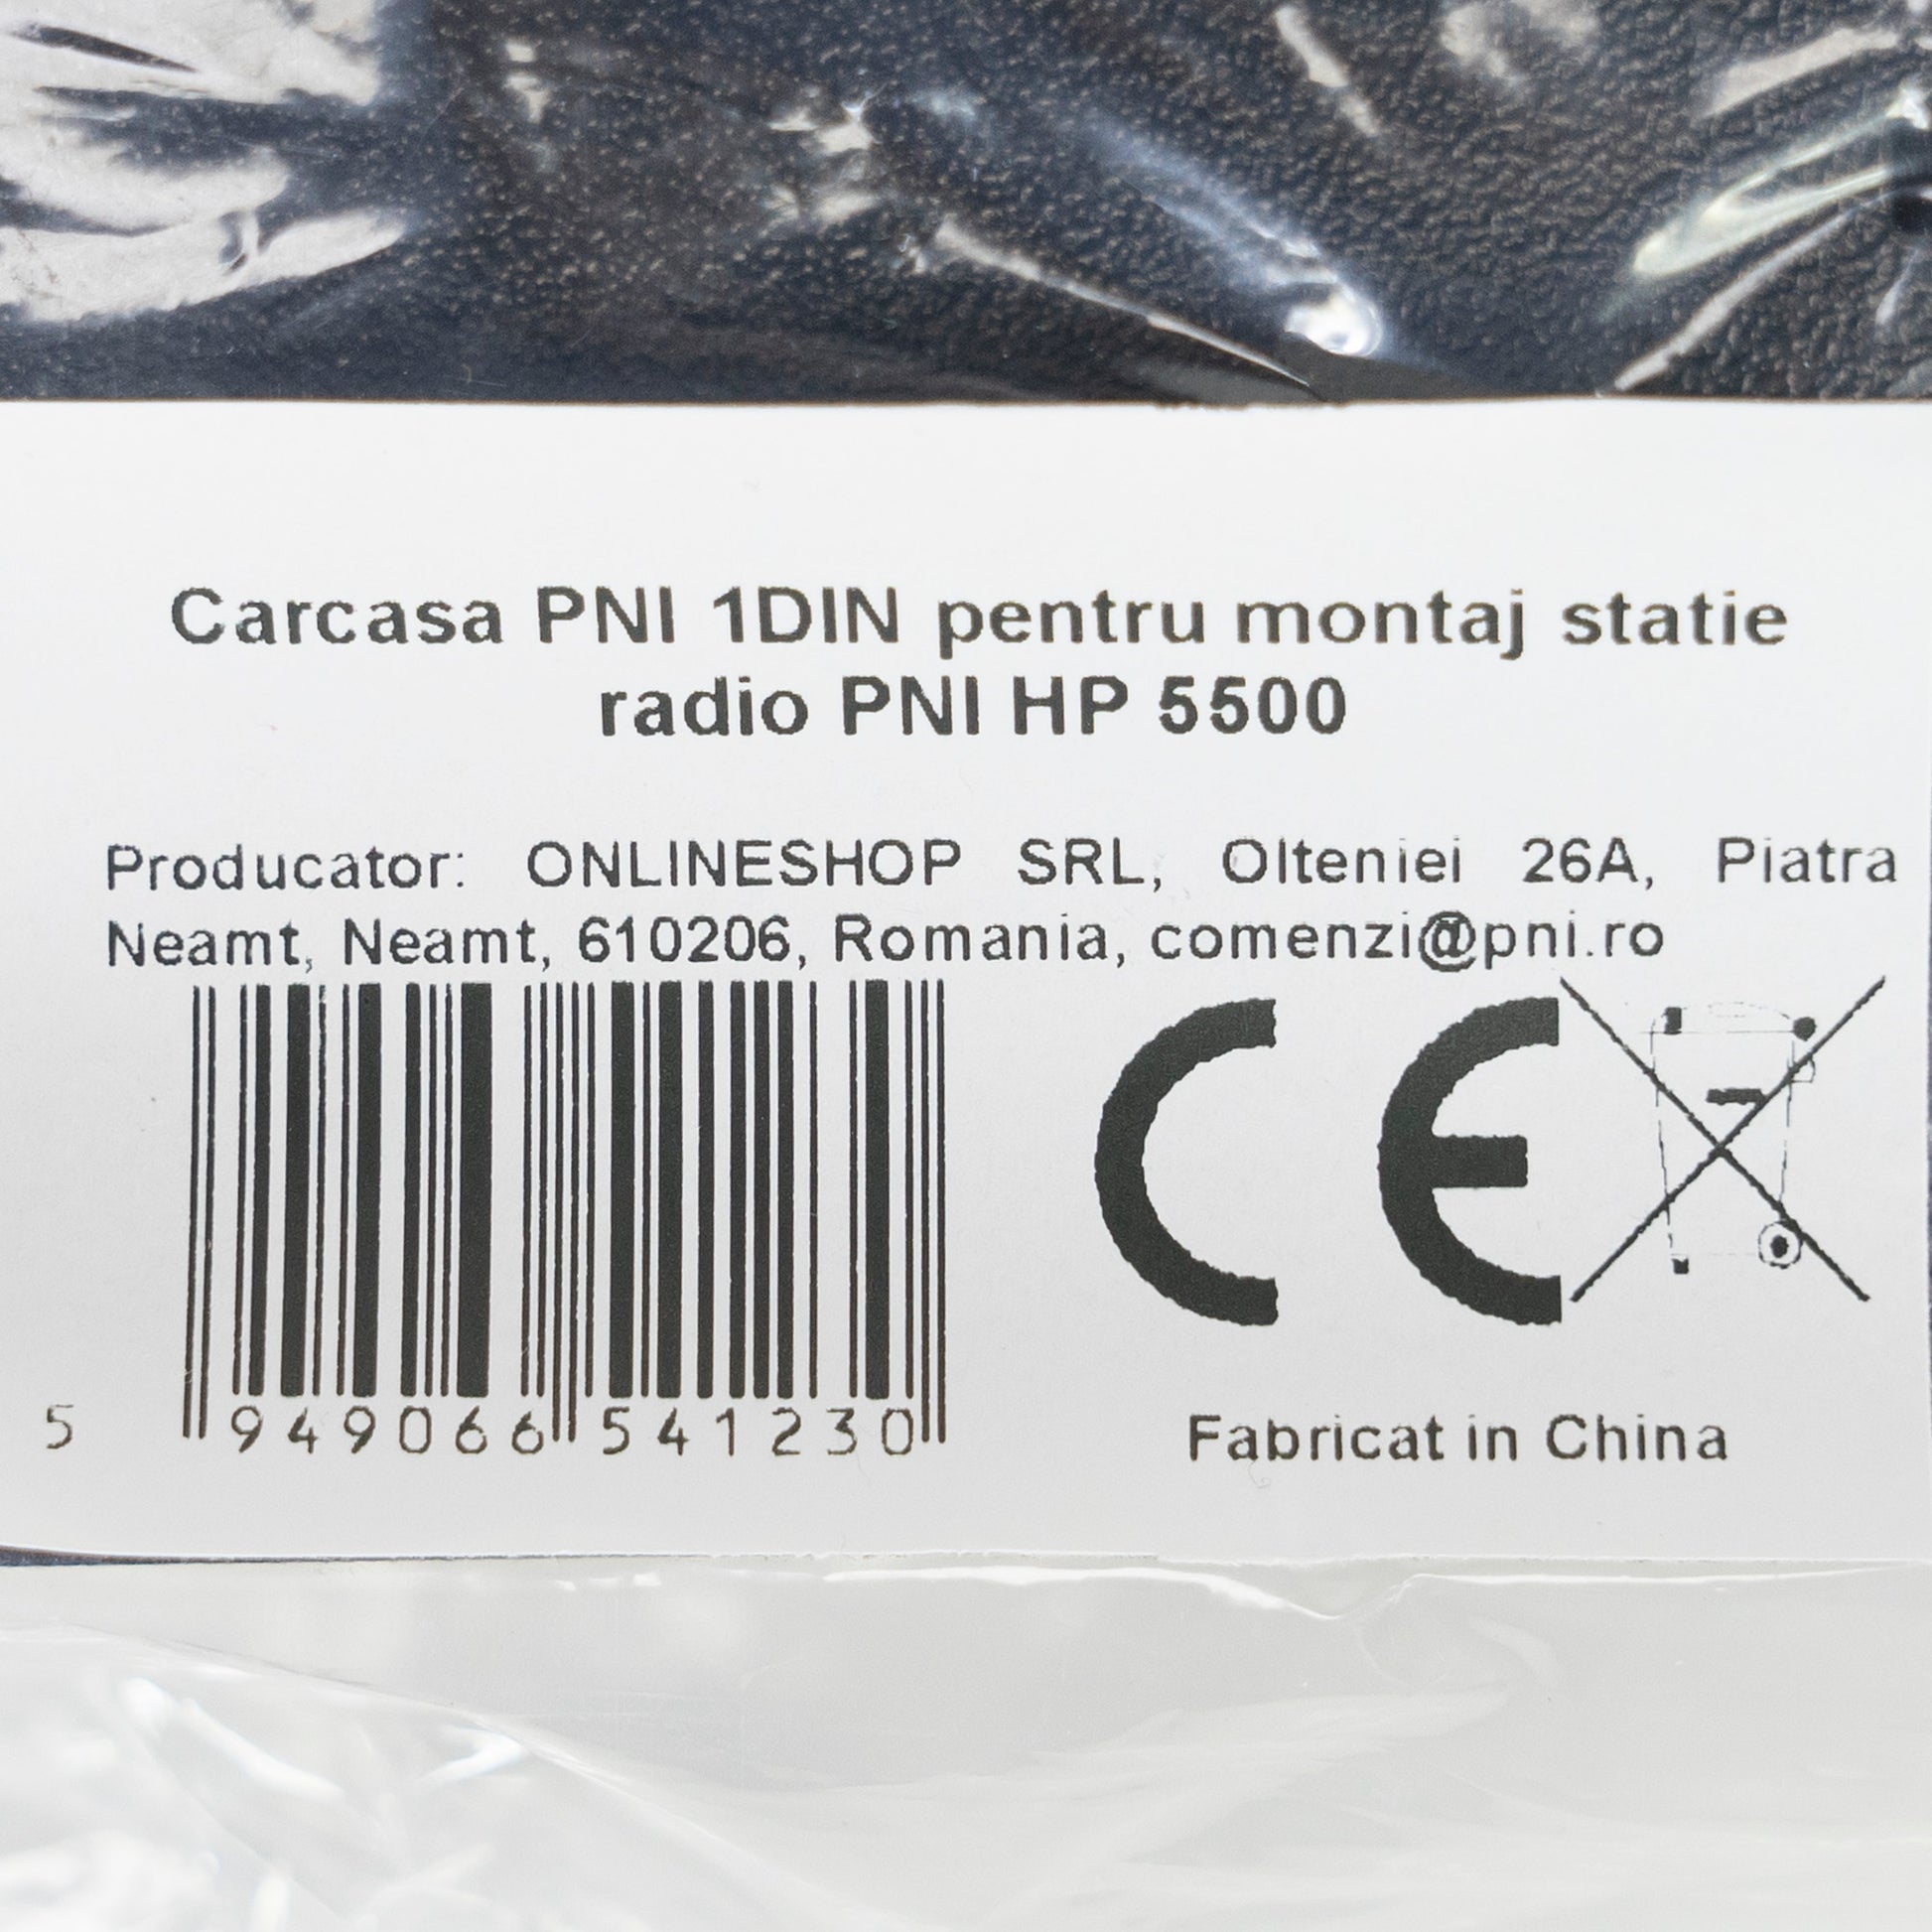 Carcasa PNI 1DIN pentru montaj statie
radio PNI HP 5500
Producator: ONLINESHOP SRL, Olteniei 26A, Piatra
Neamt, Neamt, 610206, Romania, comenzi@pni.ro
CE
5 949066 541230
Fabricat in China